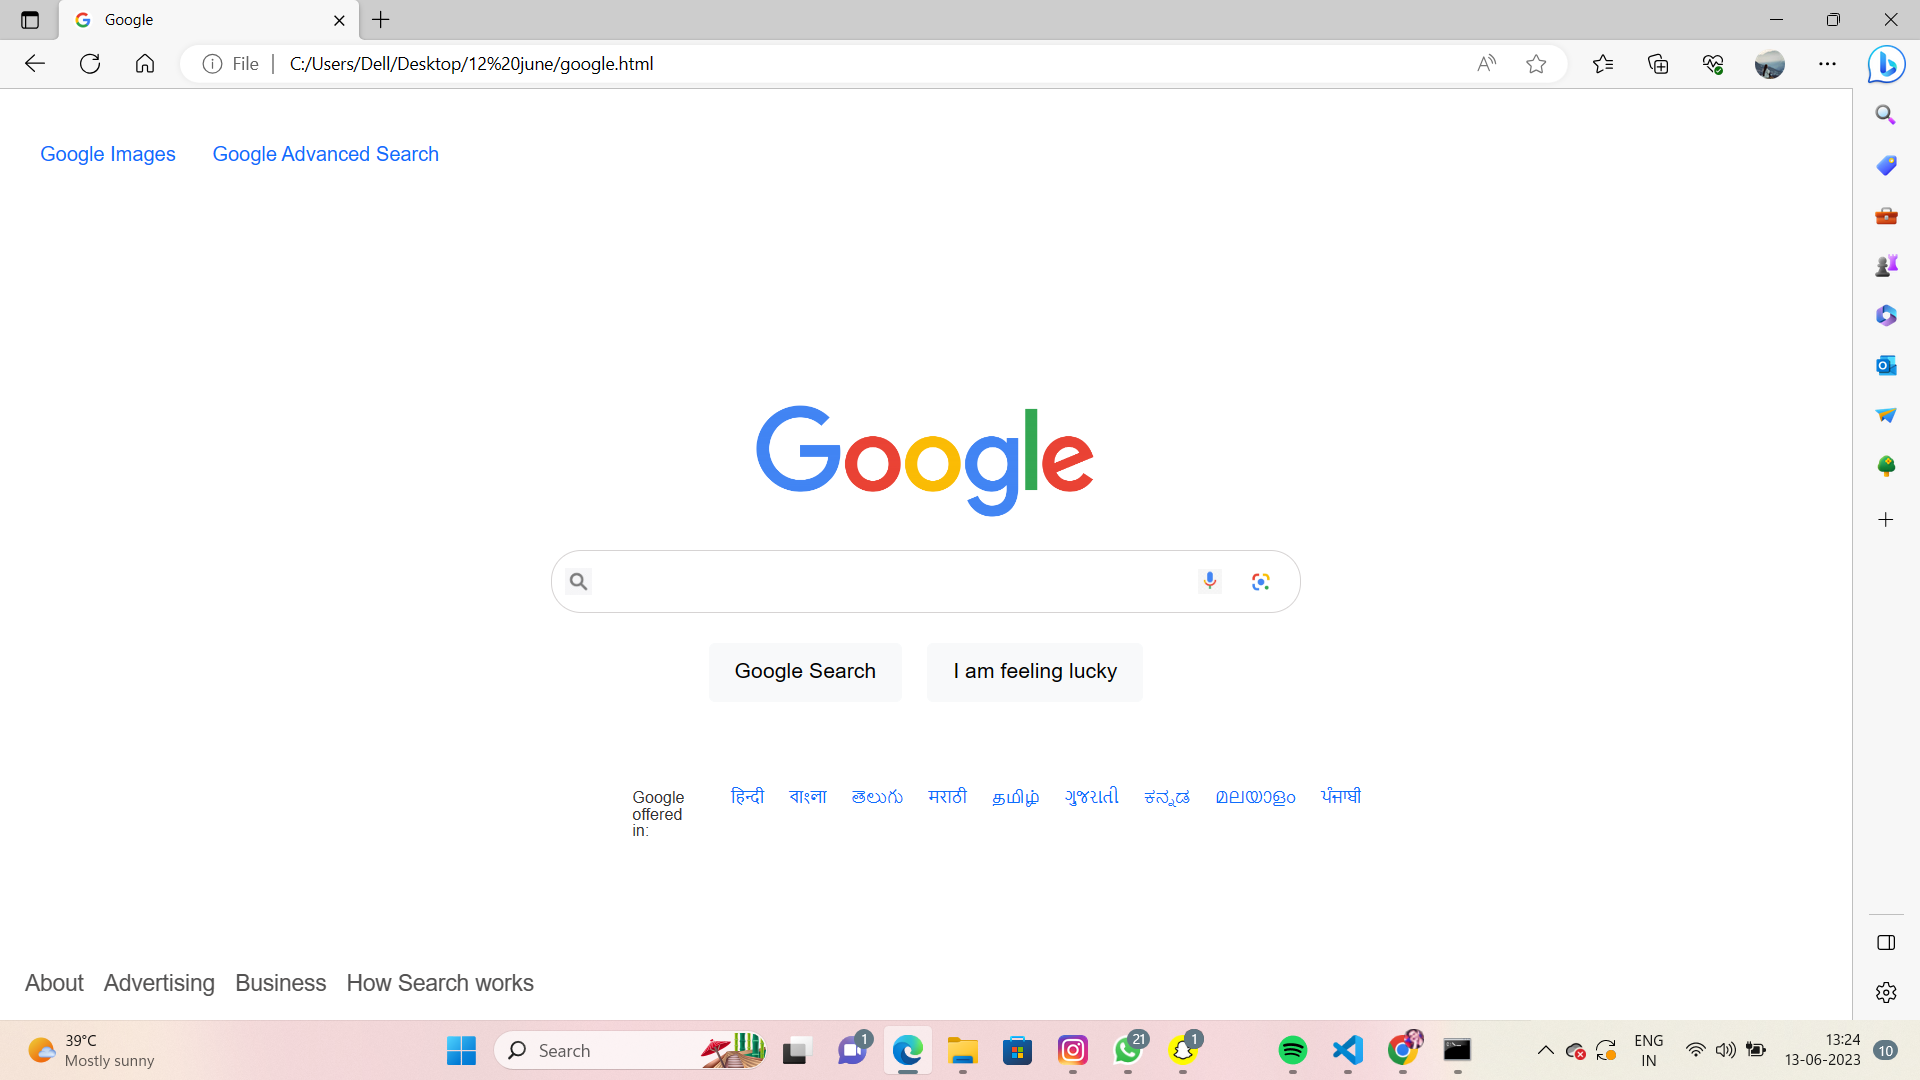 Google
File
C:/Users/Dell/Desktop/12%20june/google.html
Google Images Google Advanced Search
Google
Google Search I am feeling lucky
Google offered in: हिन्दी বাংলা తెలుగు मराठी தமிழ் ગુજરાતી ಕನ್ನಡ മലയാളം ਪੰਜਾਬੀ
About Advertising Business How Search works
39°C
Mostly sunny
Search
1
21
1
ENG
IN
13:24
13-06-2023
10